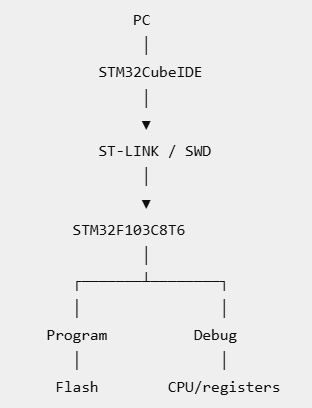 PC
STM32CubeIDE
ST-LINK / SWD
STM32F103C8T6
Program Debug
Flash CPU/registers